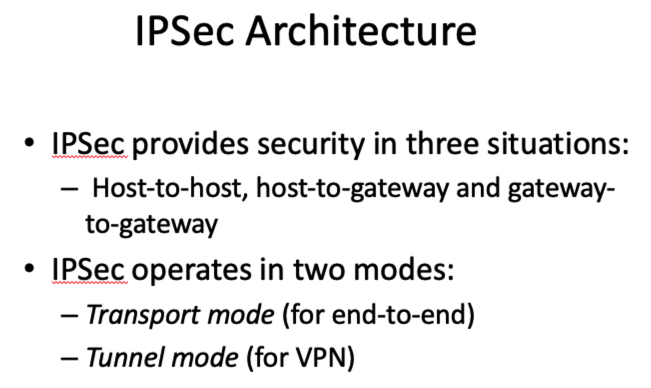 IPSec Architecture
• IPSec provides security in three situations:
– Host-to-host, host-to-gateway and gateway-
to-gateway
• IPSec operates in two modes:
– Transport mode (for end-to-end)
– Tunnel mode (for VPN)